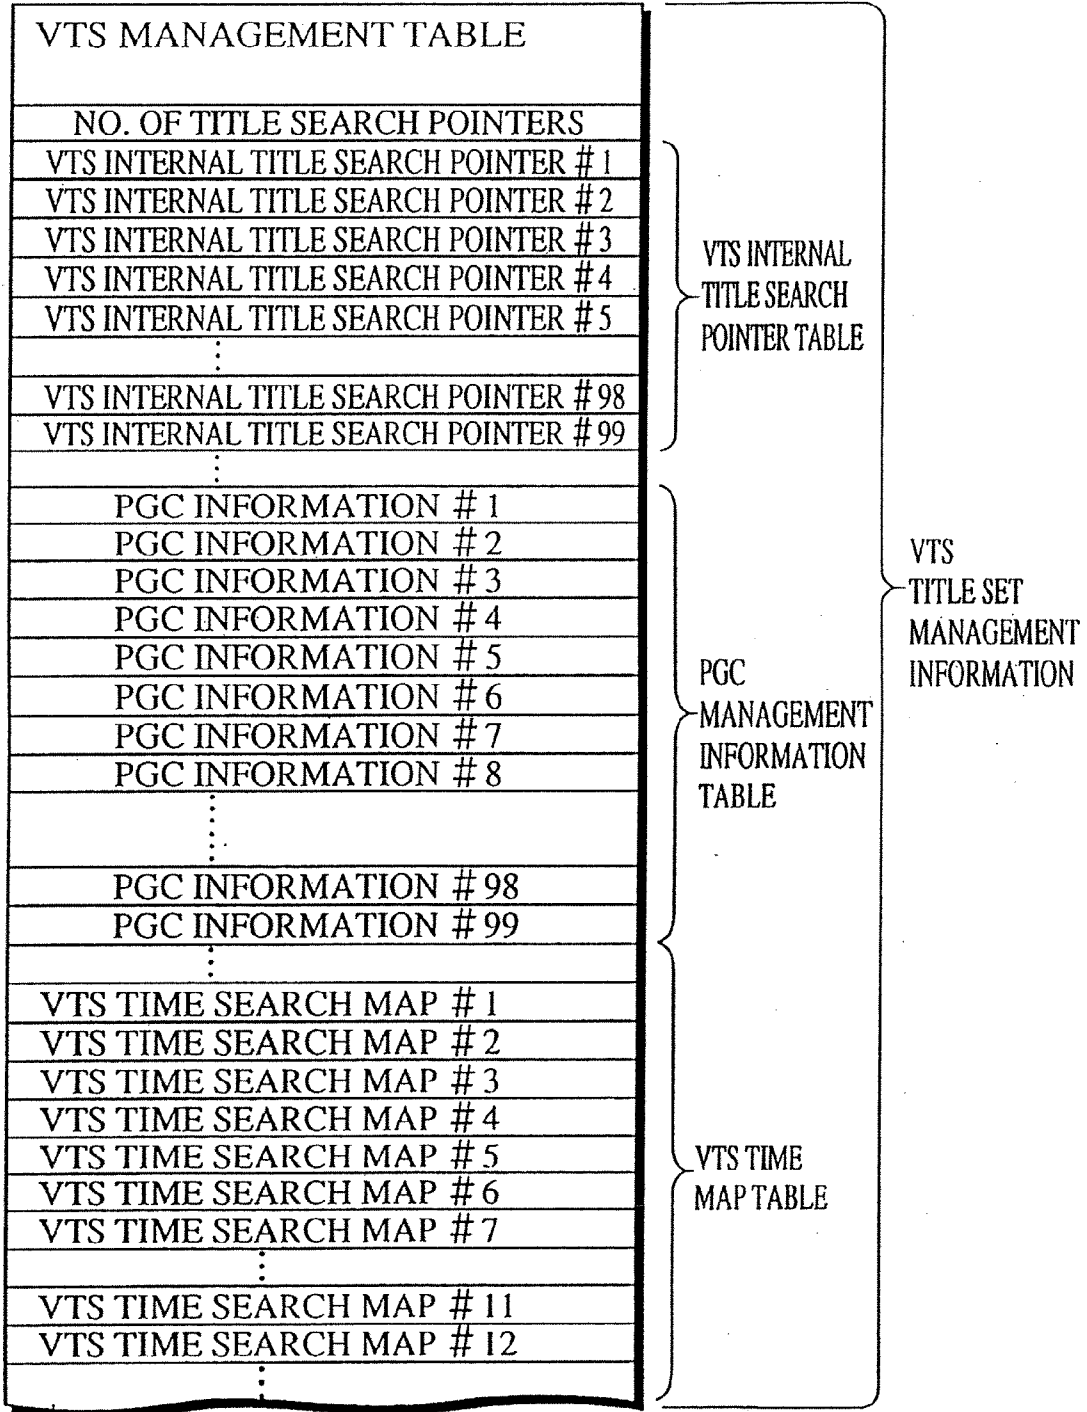 VTS MANAGEMENT TABLE
NO. OF TITLE SEARCH POINTERS
VTS INTERNAL TITLE SEARCH POINTER #1
VTS INTERNAL TITLE SEARCH POINTER #2
VTS INTERNAL TITLE SEARCH POINTER #3
VTS INTERNAL TITLE SEARCH POINTER #4
VTS INTERNAL TITLE SEARCH POINTER #5
VTS INTERNAL TITLE SEARCH POINTER #98
VTS INTERNAL TITLE SEARCH POINTER #99
PGC INFORMATION #1
PGC INFORMATION #2
PGC INFORMATION #3
PGC INFORMATION #4
PGC INFORMATION #5
PGC INFORMATION #6
PGC INFORMATION #7
PGC INFORMATION #8
PGC INFORMATION #98
PGC INFORMATION #99
VTS TIME SEARCH MAP #1
VTS TIME SEARCH MAP #2
VTS TIME SEARCH MAP #3
VTS TIME SEARCH MAP #4
VTS TIME SEARCH MAP #5
VTS TIME SEARCH MAP #6
VTS TIME SEARCH MAP #7
VTS TIME SEARCH MAP #11
VTS TIME SEARCH MAP #12
VTS INTERNAL
TITLE SEARCH
POINTER TABLE
PGC
MANAGEMENT
INFORMATION
TABLE
VTS TIME
MAP TABLE
VTS
TITLE SET
MANAGEMENT
INFORMATION